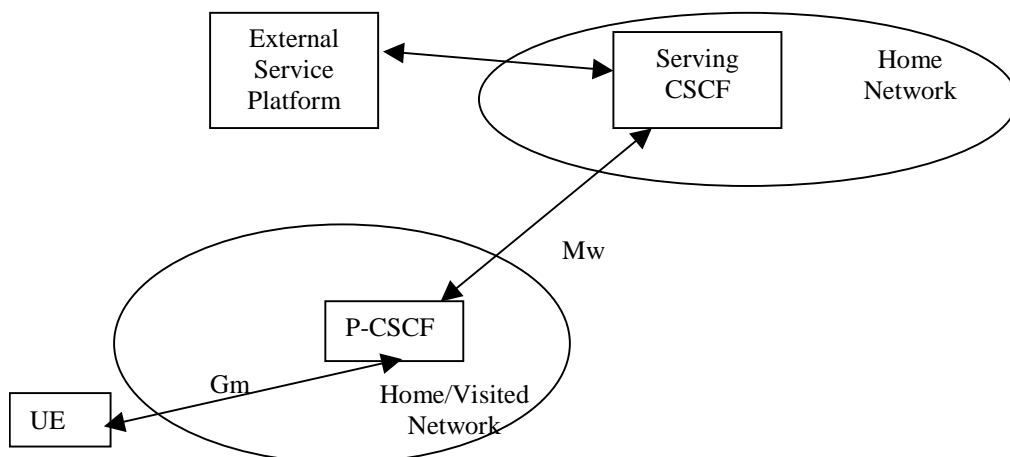 External
Service
Platform
Serving
CSCF
Home
Network
Mw
P-CSCF
Gm
Home/Visited
Network
UE